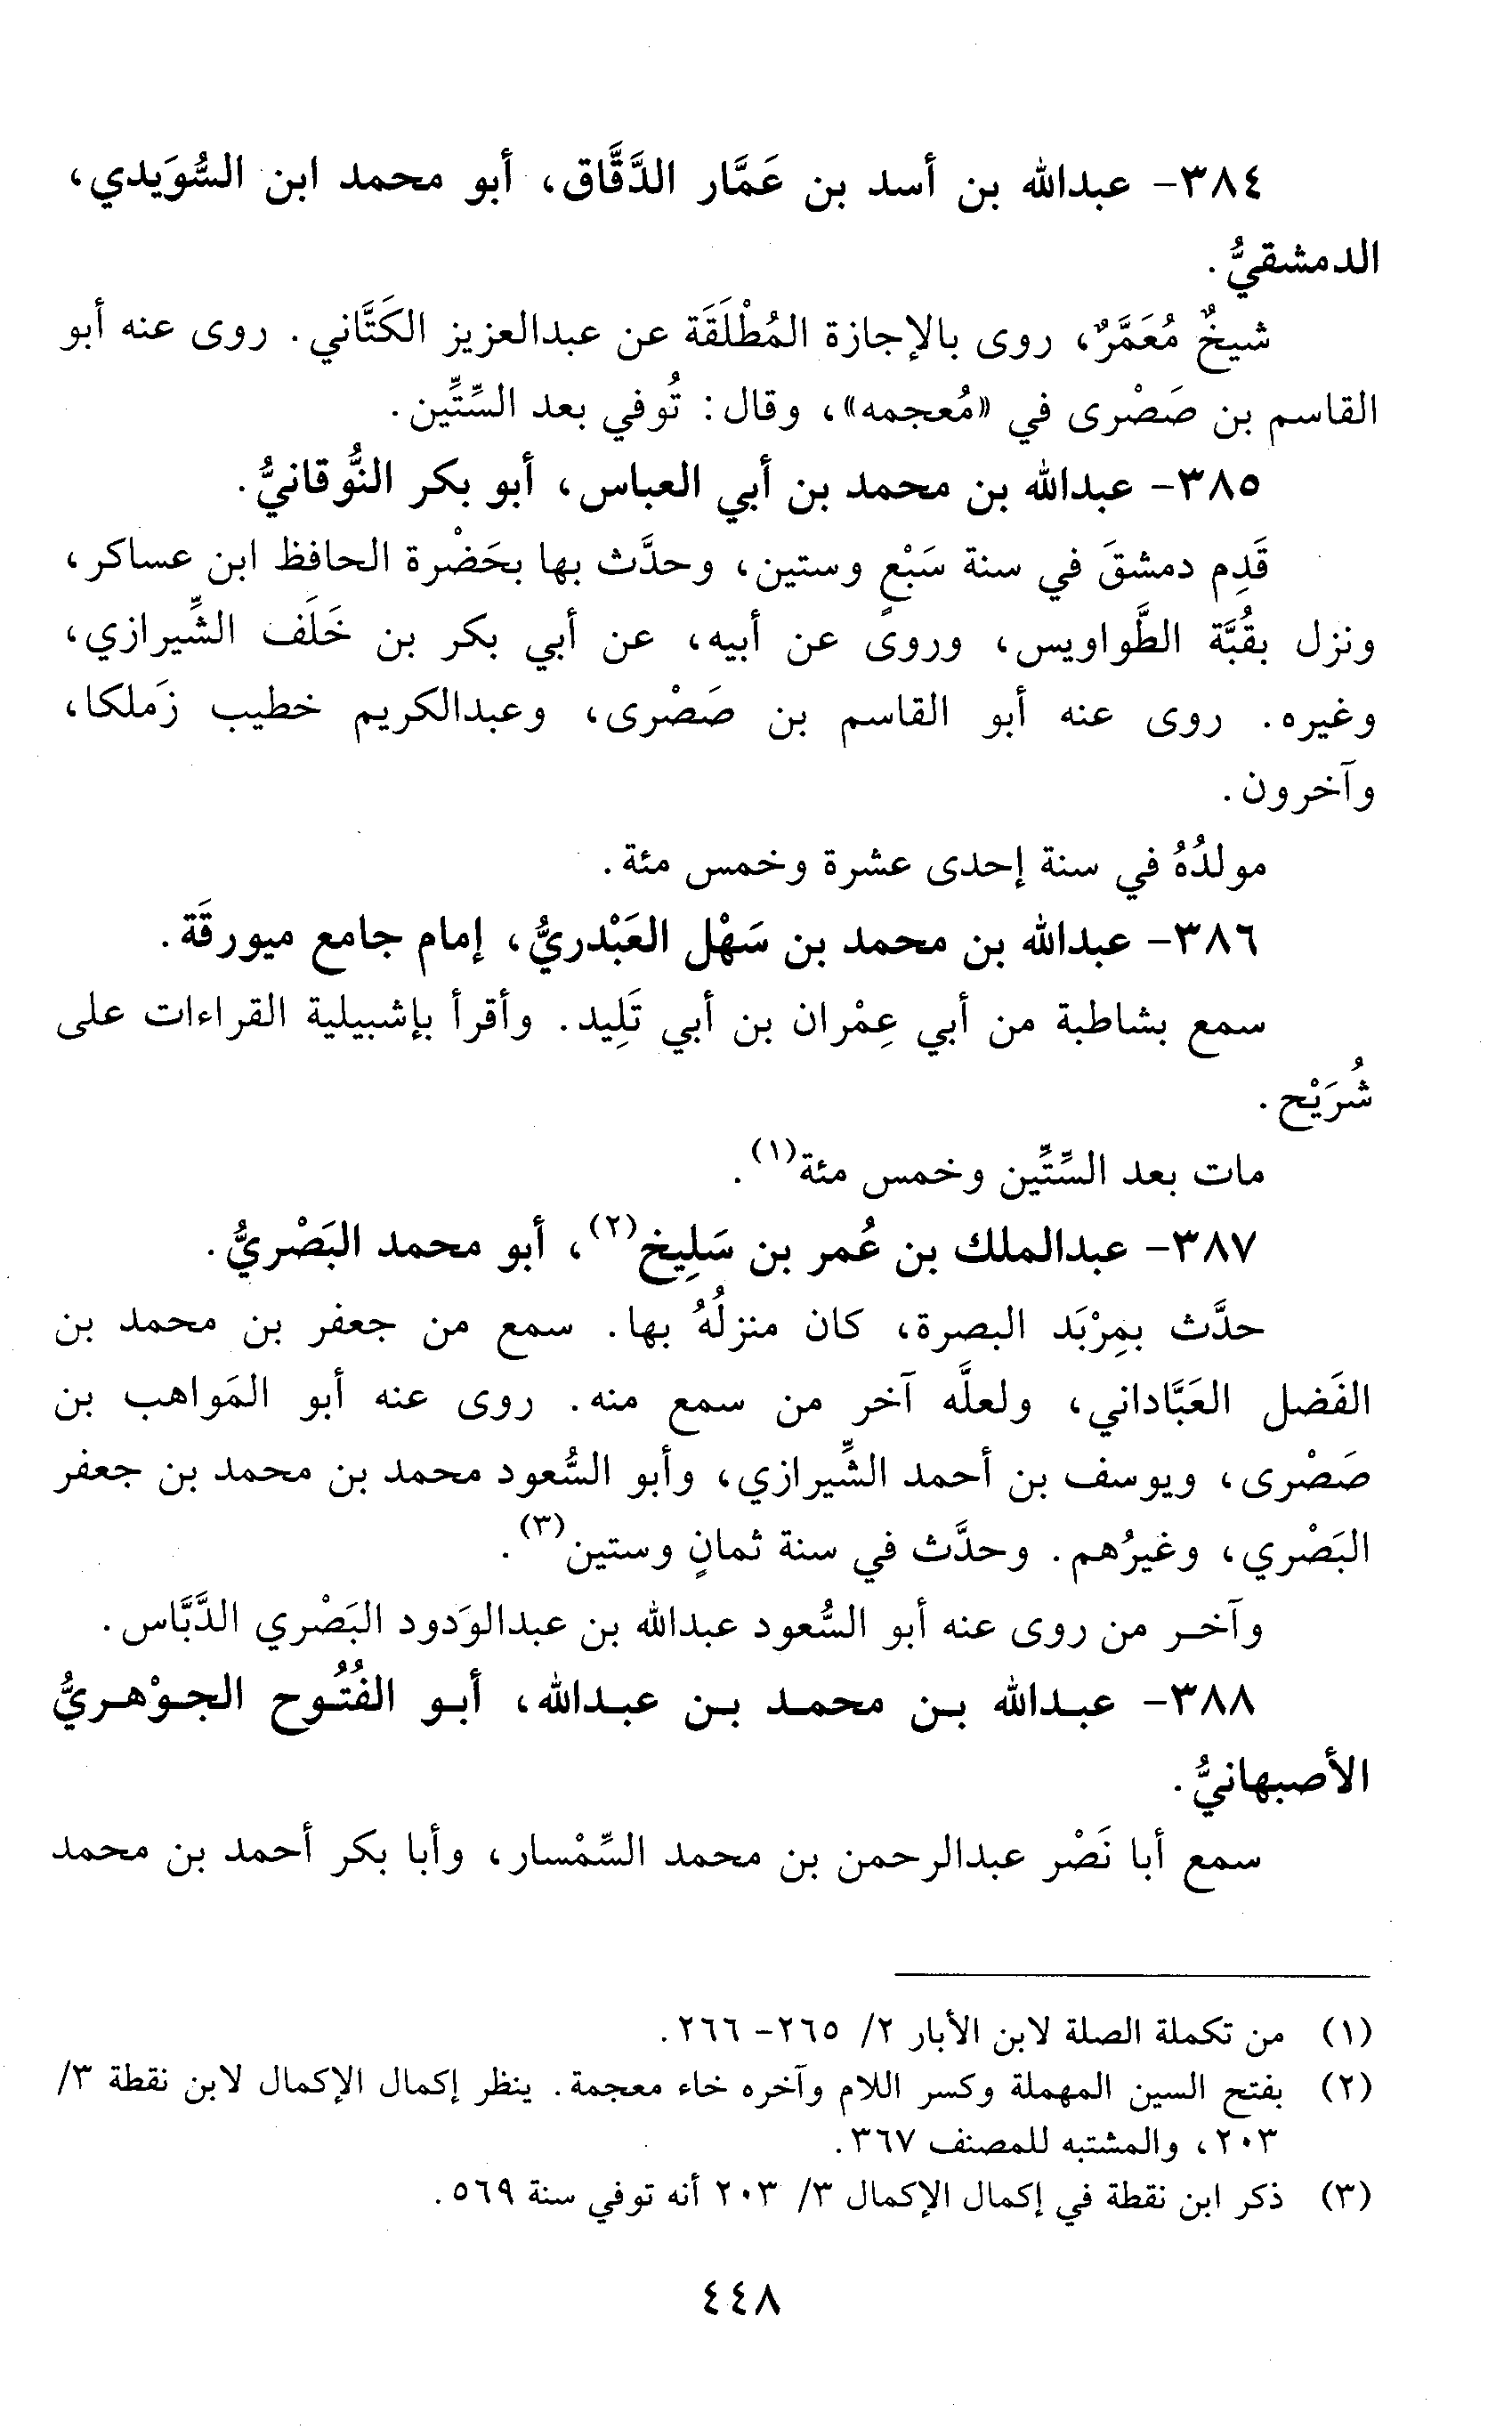 ٣٨٤- عبدالله بن أسد بن عَمَّار الدَّقَّاق، أبو محمد ابن السُّوَيدي،
الدمشقيُّ.
شيخٌ مُعَمَّرٌ، روى بالإجازة المُطْلَقَة عن عبدالعزيز الكَتَّاني. روى عنه أبو
القاسم بن صَصْرى في «مُعجمه»، وقال: تُوفي بعد السِّتِّين.
٣٨٥- عبدالله بن محمد بن أبي العباس، أبو بكر النُّوقانيُّ.
قَدِم دمشقَ في سنة سَبْعٍ وستين، وحدَّث بها بحَضْرة الحافظ ابن عساكر،
ونزل بقُبَّة الطَّواويس، وروى عن أبيه، عن أبي بكر بن خَلَف الشِّيرازي،
وغيره. روى عنه أبو القاسم بن صَصْرى، وعبدالكريم خطيب زَملكا،
وآخرون.
مولدُهُ في سنة إحدى عشرة وخمس مئة.
٣٨٦- عبدالله بن محمد بن سَهْل العَبْدريُّ، إمام جامع ميورقَة.
سمع بشاطبة من أبي عِمْران بن أبي تَلِيد. وأقرأ بإشبيلية القراءات على
شُرَيْح.
مات بعد السِّتِّين وخمس مئة(١).
٣٨٧- عبدالملك بن عُمر بن سَلِيخ(٢)، أبو محمد البَصْريُّ.
حدَّث بمِرْبَد البصرة، كان منزلُهُ بها. سمع من جعفر بن محمد بن
الفَضل العَبَّاداني، ولعلَّه آخر من سمع منه. روى عنه أبو المَواهب بن
صَصْرى، ويوسف بن أحمد الشِّيرازي، وأبو السُّعود محمد بن محمد بن جعفر
البَصْري، وغيرُهم. وحدَّث في سنة ثمانٍ وستين(٣).
وآخر من روى عنه أبو السُّعود عبدالله بن عبدالوَدود البَصْري الدَّبَّاس.
٣٨٨- عبدالله بن محمد بن عبدالله، أبو الفُتُوح الجوْهريُّ
الأصبهانيُّ.
سمع أبا نَصْر عبدالرحمن بن محمد السِّمْسار، وأبا بكر أحمد بن محمد
(١) من تكملة الصلة لابن الأبار ٢/ ٢٦٥- ٢٦٦.
(٢) بفتح السين المهملة وكسر اللام وآخره خاء معجمة. ينظر إكمال الإكمال لابن نقطة ٣/
٢٠٣، والمشتبه للمصنف ٣٦٧.
(٣) ذكر ابن نقطة في إكمال الإكمال ٣/ ٢٠٣ أنه توفي سنة ٥٦٩.
٤٤٨